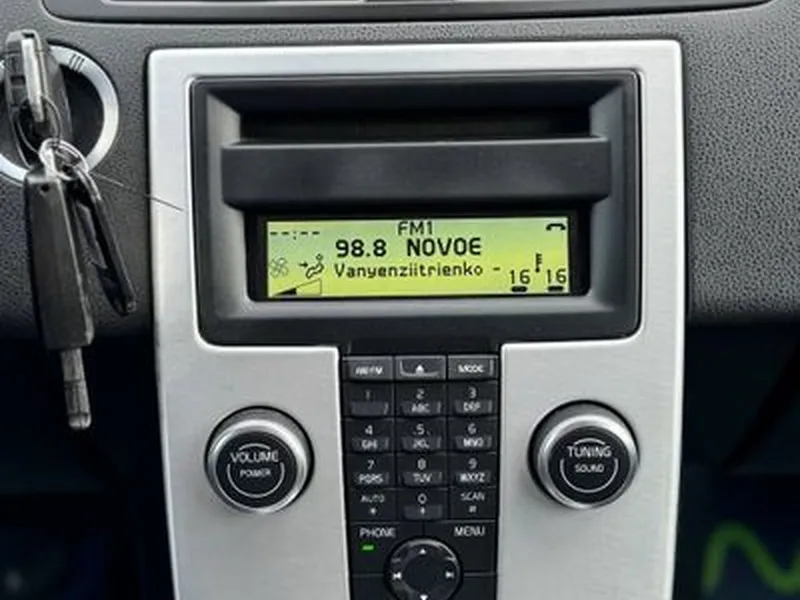 --:--
FM1
98.8 NOVOE
Vanyenziitrienko -
16 16
AM/FM
MODE
1
2 ABC
3 DEF
4 GHI
5 JKL
6 MNO
7 PQRS
8 TUV
9 WXYZ
AUTO *
0 +
SCAN #
PHONE
MENU
VOLUME
POWER
TUNING
SOUND